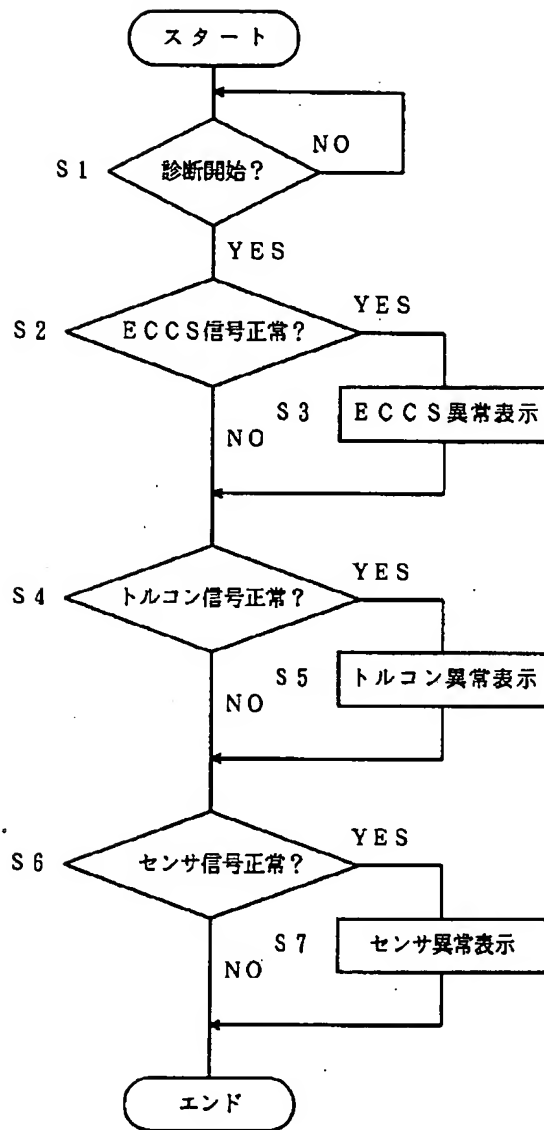 スタート
NO
S1
診断開始？
YES
YES
S2
ECCS信号正常？
S3
ECCS異常表示
NO
YES
S4
トルコン信号正常？
S5
トルコン異常表示
NO
YES
S6
センサ信号正常？
S7
センサ異常表示
NO
エンド